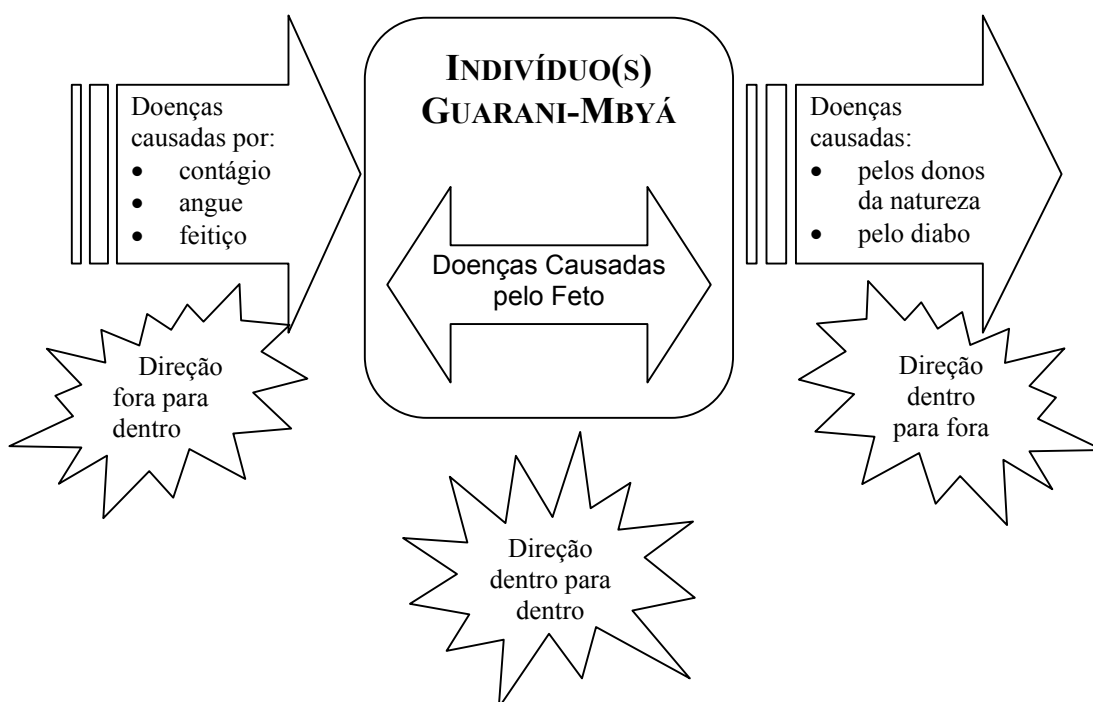 Doenças
causadas por:
• contágio
• angue
• feitiço
Direção
fora para
dentro
INDIVÍDUO(S)
GUARANI-MBYÁ
Doenças Causadas
pelo Feto
Direção
dentro para
dentro
Doenças
causadas:
• pelos donos
da natureza
• pelo diabo
Direção
dentro
para fora